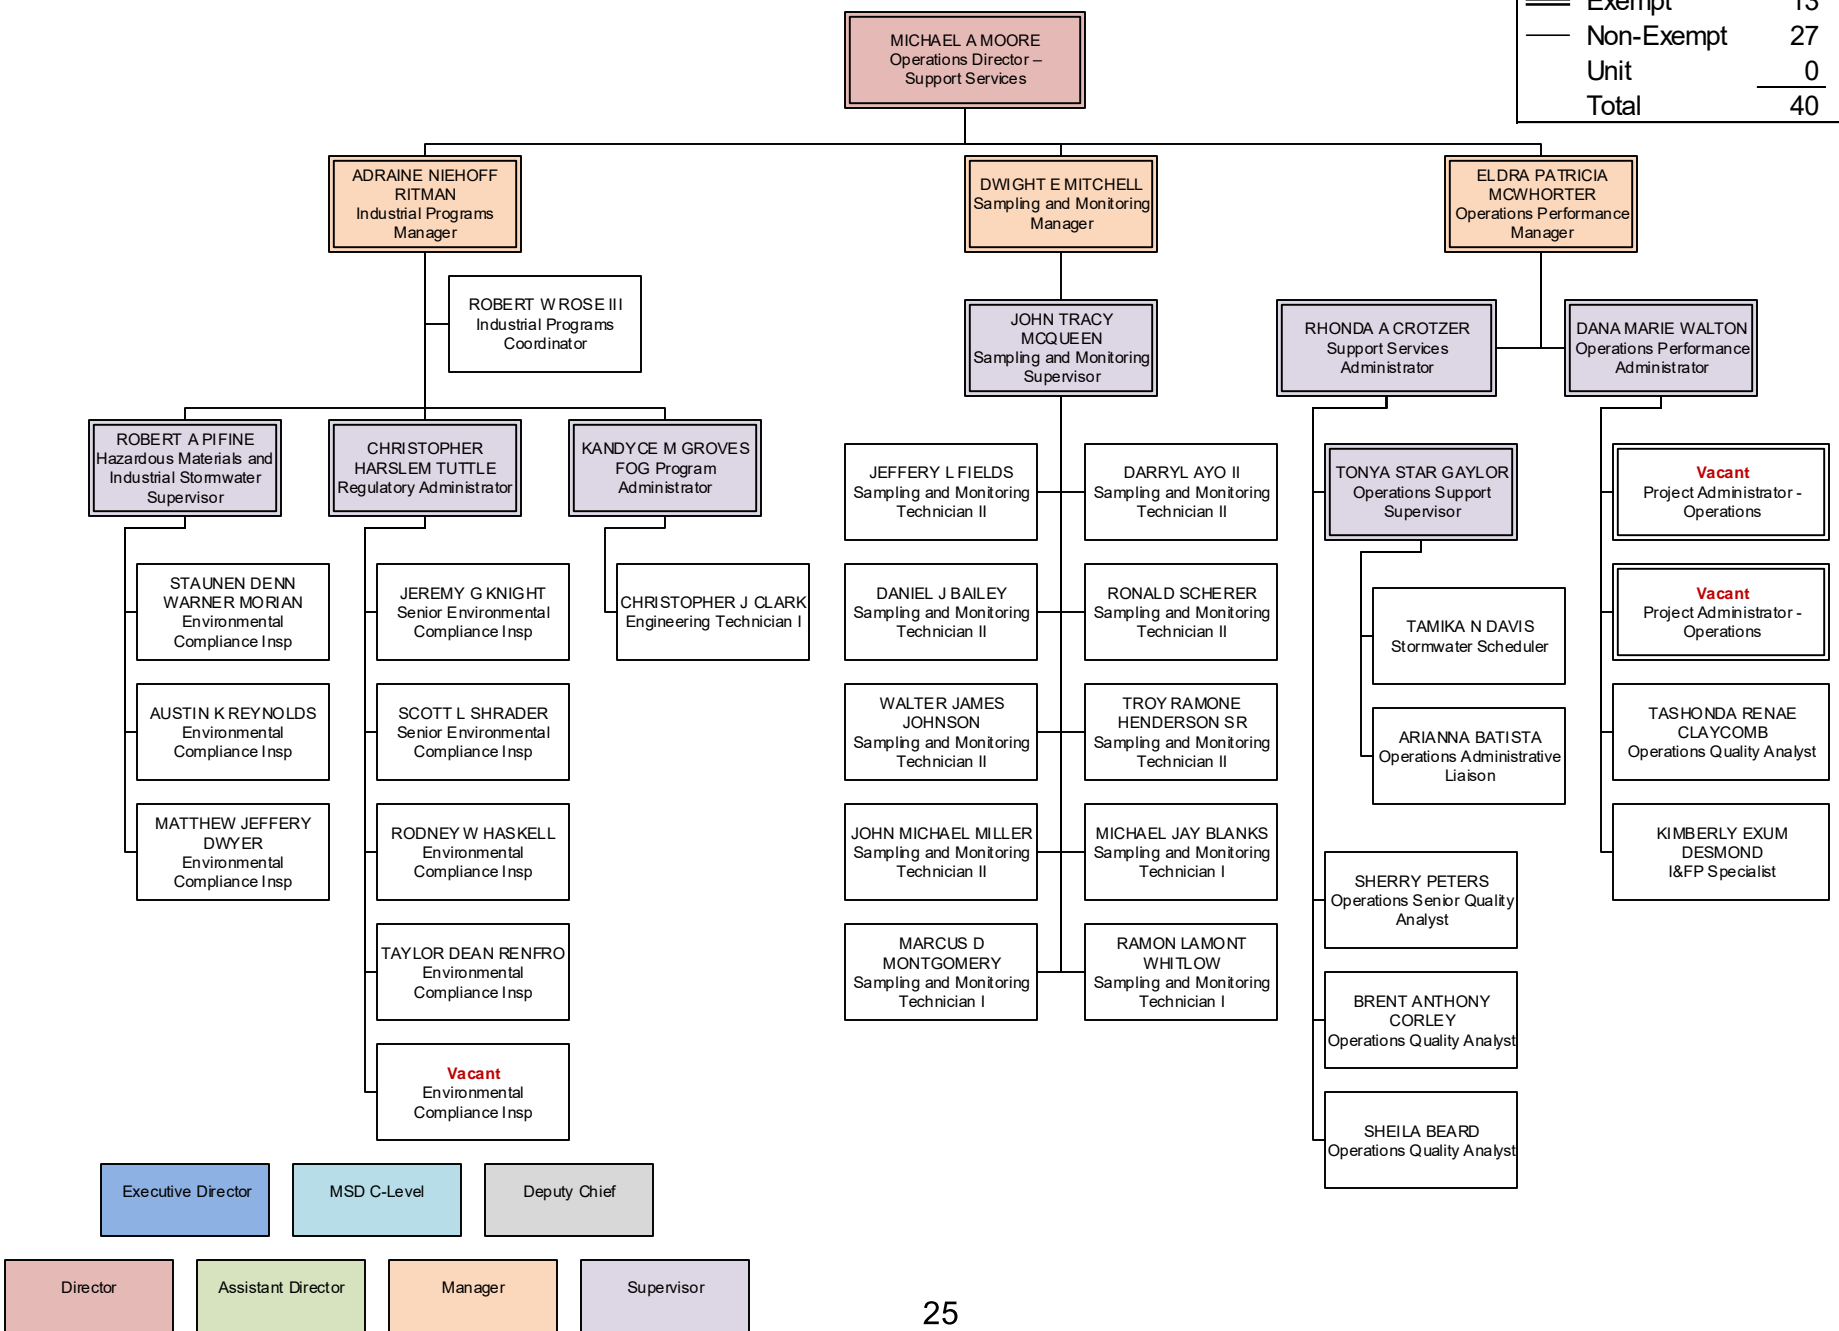 Exempt 13
Non-Exempt 27
Unit 0
Total 40
MICHAEL A MOORE
Operations Director –
Support Services
ADRAINE NIEHOFF
RITMAN
Industrial Programs
Manager
DWIGHT E MITCHELL
Sampling and Monitoring
Manager
ELDRA PATRICIA
MCWHORTER
Operations Performance
Manager
ROBERT W ROSE III
Industrial Programs
Coordinator
JOHN TRACY
MCQUEEN
Sampling and Monitoring
Supervisor
RHONDA A CROTZER
Support Services
Administrator
DANA MARIE WALTON
Operations Performance
Administrator
ROBERT A PIFINE
Hazardous Materials and
Industrial Stormwater
Supervisor
CHRISTOPHER
HARSLEM TUTTLE
Regulatory Administrator
KANDYCE M GROVES
FOG Program
Administrator
JEFFERY L FIELDS
Sampling and Monitoring
Technician II
DARRYL AYO II
Sampling and Monitoring
Technician II
TONYA STAR GAYLOR
Operations Support
Supervisor
Vacant
Project Administrator -
Operations
STAUNEN DENN
WARNER MORIAN
Environmental
Compliance Insp
JEREMY G KNIGHT
Senior Environmental
Compliance Insp
CHRISTOPHER J CLARK
Engineering Technician I
DANIEL J BAILEY
Sampling and Monitoring
Technician II
RONALD SCHERER
Sampling and Monitoring
Technician II
TAMIKA N DAVIS
Stormwater Scheduler
Vacant
Project Administrator -
Operations
AUSTIN K REYNOLDS
Environmental
Compliance Insp
SCOTT L SHRADER
Senior Environmental
Compliance Insp
WALTER JAMES
JOHNSON
Sampling and Monitoring
Technician II
TROY RAMONE
HENDERSON SR
Sampling and Monitoring
Technician II
ARIANNA BATISTA
Operations Administrative
Liaison
TASHONDA RENAE
CLAYCOMB
Operations Quality Analyst
MATTHEW JEFFERY
DWYER
Environmental
Compliance Insp
RODNEY W HASKELL
Environmental
Compliance Insp
JOHN MICHAEL MILLER
Sampling and Monitoring
Technician II
MICHAEL JAY BLANKS
Sampling and Monitoring
Technician I
SHERRY PETERS
Operations Senior Quality
Analyst
KIMBERLY EXUM
DESMOND
I&FP Specialist
TAYLOR DEAN RENFRO
Environmental
Compliance Insp
MARCUS D
MONTGOMERY
Sampling and Monitoring
Technician I
RAMON LAMONT
WHITLOW
Sampling and Monitoring
Technician I
BRENT ANTHONY
CORLEY
Operations Quality Analyst
Vacant
Environmental
Compliance Insp
SHEILA BEARD
Operations Quality Analyst
Executive Director
MSD C-Level
Deputy Chief
Director
Assistant Director
Manager
Supervisor
25